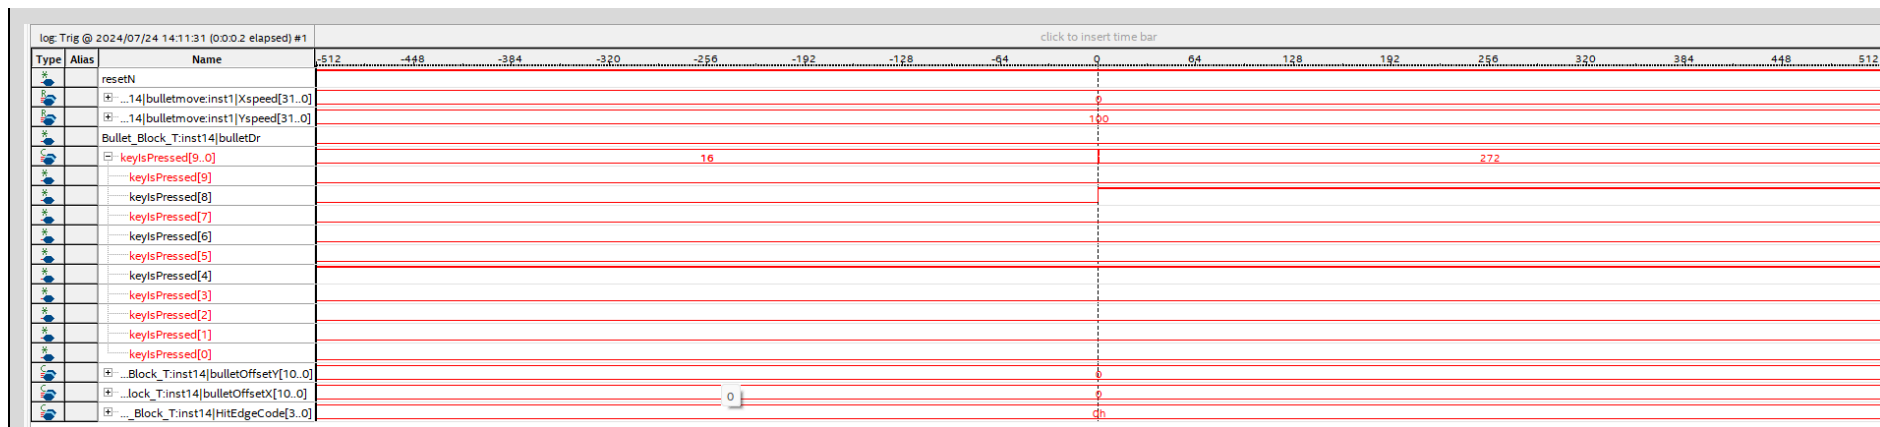 log: Trig @ 2024/07/24 14:11:31 (0:0:0.2 elapsed) #1 click to insert time bar
Type Alias Name -512 -448 -384 -320 -256 -192 -128 -64 0 64 128 192 256 320 384 448 512
resetN
...14|bulletmove:inst1|Xspeed[31..0] 0
...14|bulletmove:inst1|Yspeed[31..0] 100
Bullet_Block_T:inst14|bulletDr
keyIsPressed[9..0] 16 272
keyIsPressed[9]
keyIsPressed[8]
keyIsPressed[7]
keyIsPressed[6]
keyIsPressed[5]
keyIsPressed[4]
keyIsPressed[3]
keyIsPressed[2]
keyIsPressed[1]
keyIsPressed[0]
...Block_T:inst14|bulletOffsetY[10..0] 0
...lock_T:inst14|bulletOffsetX[10..0] 0 0
..._Block_T:inst14|HitEdgeCode[3..0] 0h